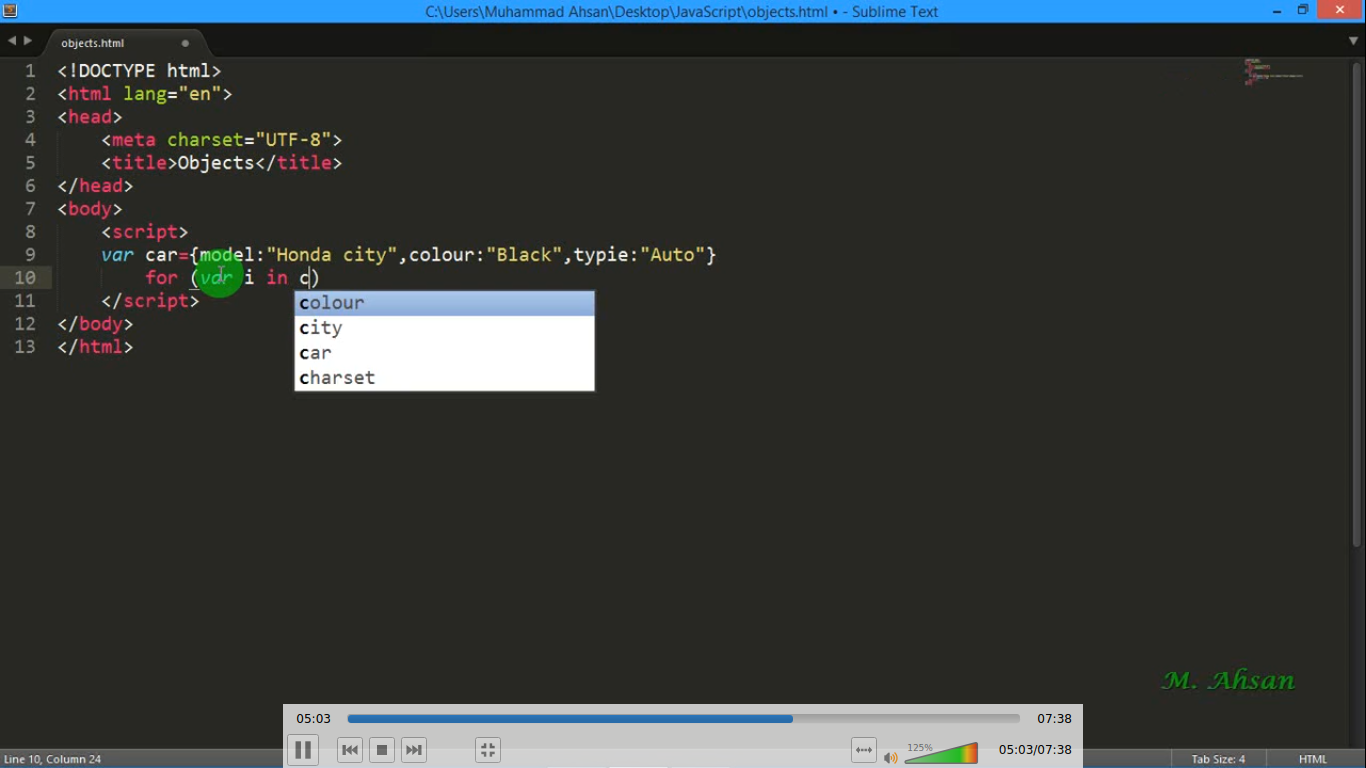 C:\Users\Muhammad Ahsan\Desktop\JavaScript\objects.html • - Sublime Text
objects.html
1 <!DOCTYPE html>
2 <html lang="en">
3 <head>
4 <meta charset="UTF-8">
5 <title>Objects</title>
6 </head>
7 <body>
8 <script>
9 var car={model:"Honda city",colour:"Black",typie:"Auto"}
10 for (var i in c)
11 </script>
12 </body>
13 </html>
colour
city
car
charset
M. Ahsan
05:03 07:38
125% 05:03/07:38
Line 10, Column 24 Tab Size: 4 HTML